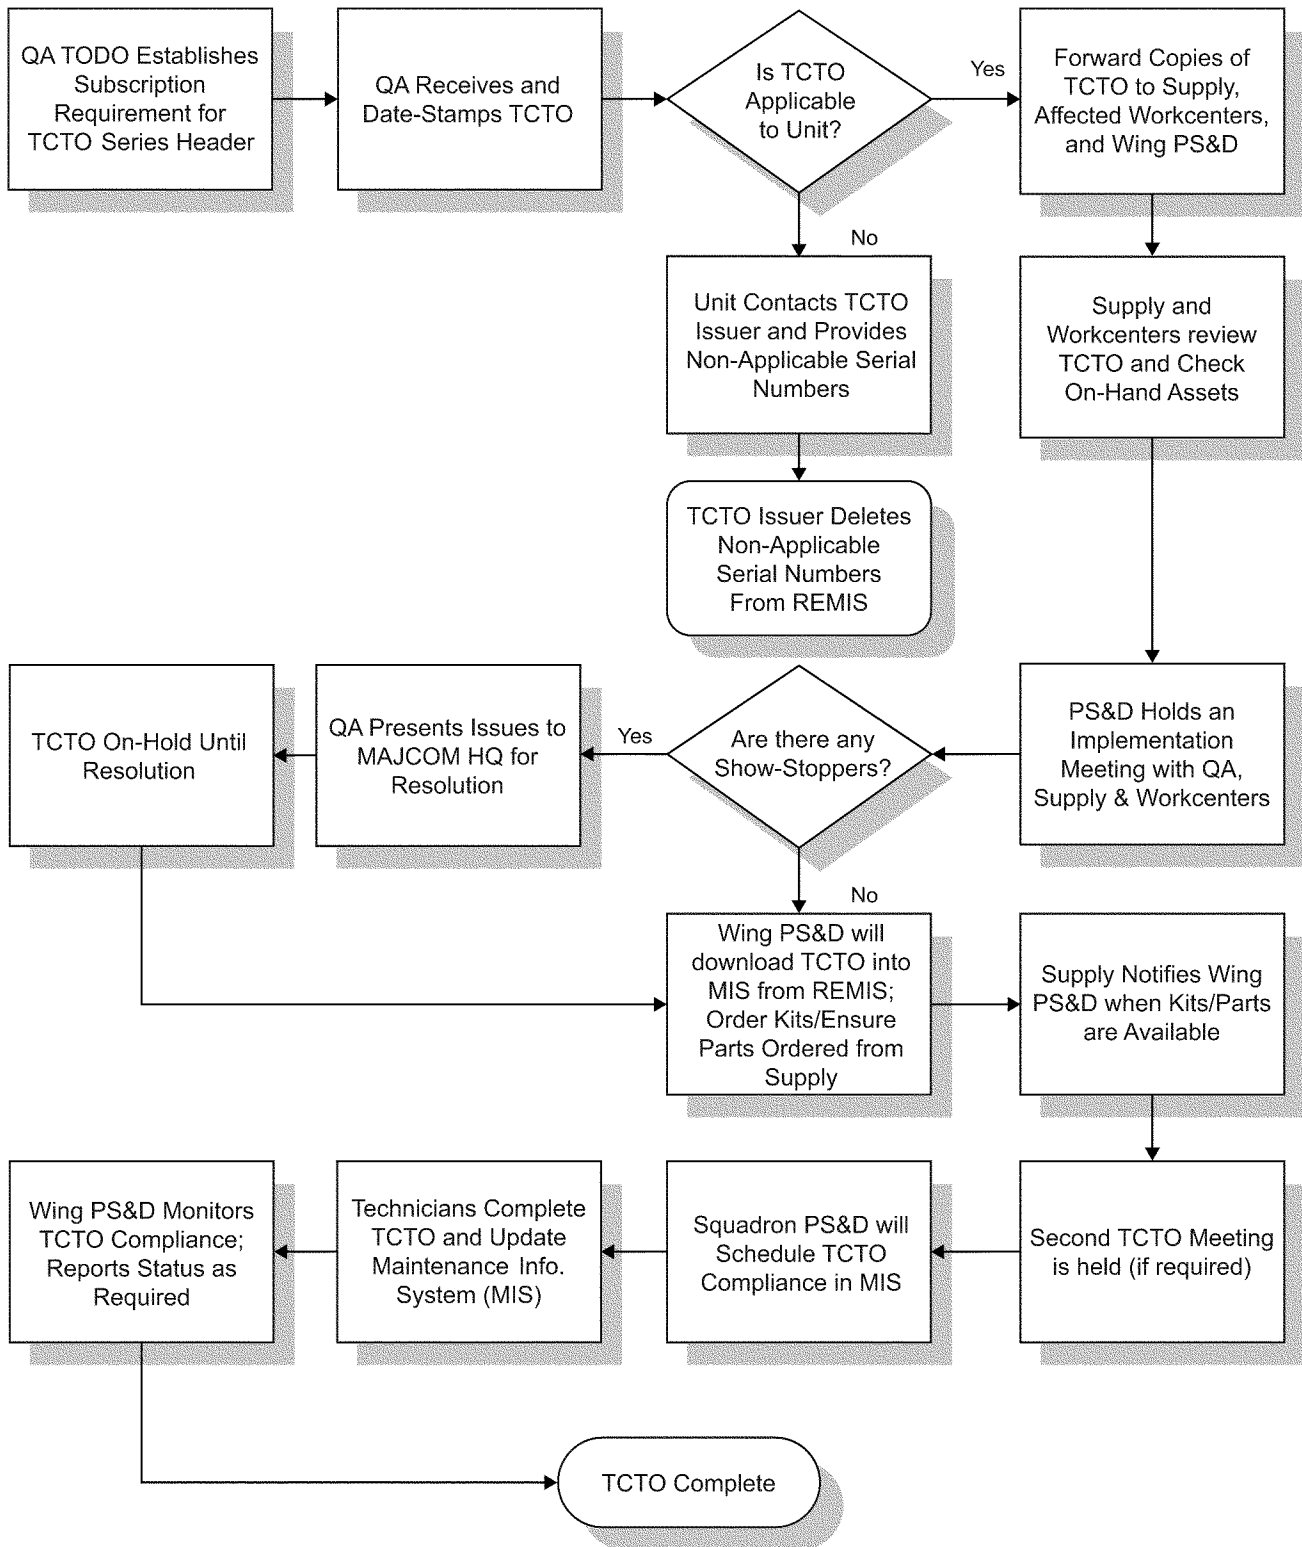 QA TODO Establishes
Subscription
Requirement for
TCTO Series Header
QA Receives and
Date-Stamps TCTO
Is TCTO
Applicable
to Unit?
Yes
Forward Copies of
TCTO to Supply,
Affected Workcenters,
and Wing PS&D
No
Unit Contacts TCTO
Issuer and Provides
Non-Applicable Serial
Numbers
Supply and
Workcenters review
TCTO and Check
On-Hand Assets
TCTO Issuer Deletes
Non-Applicable
Serial Numbers
From REMIS
PS&D Holds an
Implementation
Meeting with QA,
Supply & Workcenters
Are there any
Show-Stoppers?
Yes
QA Presents Issues to
MAJCOM HQ for
Resolution
TCTO On-Hold Until
Resolution
No
Wing PS&D will
download TCTO into
MIS from REMIS;
Order Kits/Ensure
Parts Ordered from
Supply
Supply Notifies Wing
PS&D when Kits/Parts
are Available
Second TCTO Meeting
is held (if required)
Squadron PS&D will
Schedule TCTO
Compliance in MIS
Technicians Complete
TCTO and Update
Maintenance Info.
System (MIS)
Wing PS&D Monitors
TCTO Compliance;
Reports Status as
Required
TCTO Complete